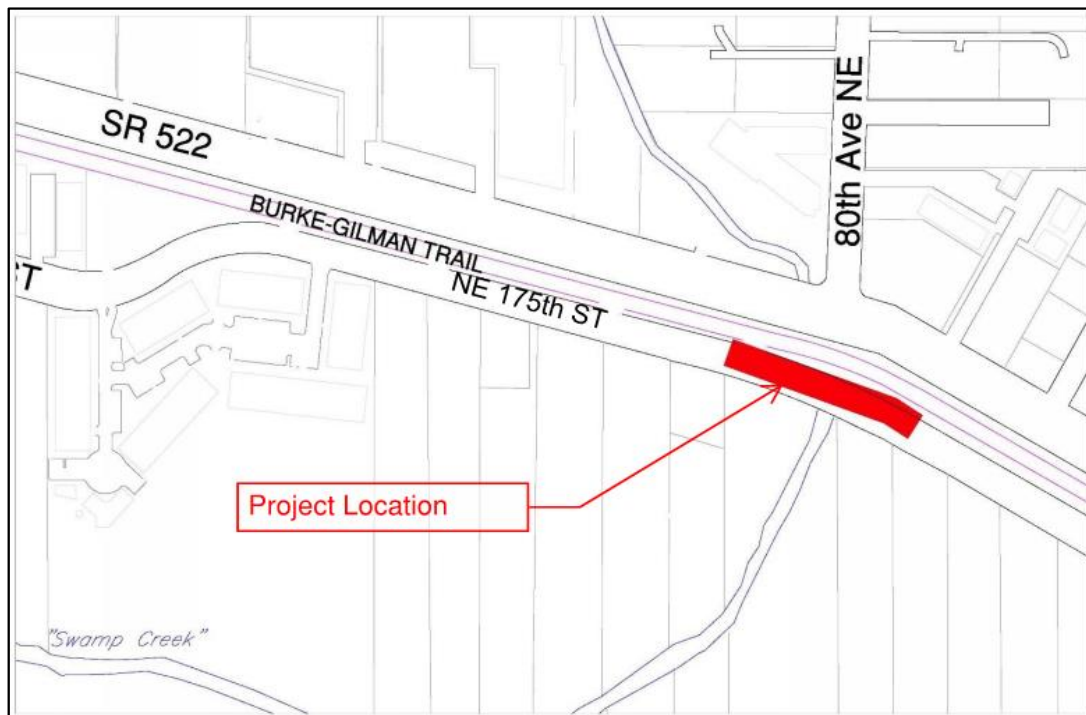 SR 522
80th Ave NE
BURKE-GILMAN TRAIL
NE 175th ST
Project Location
"Swamp Creek"